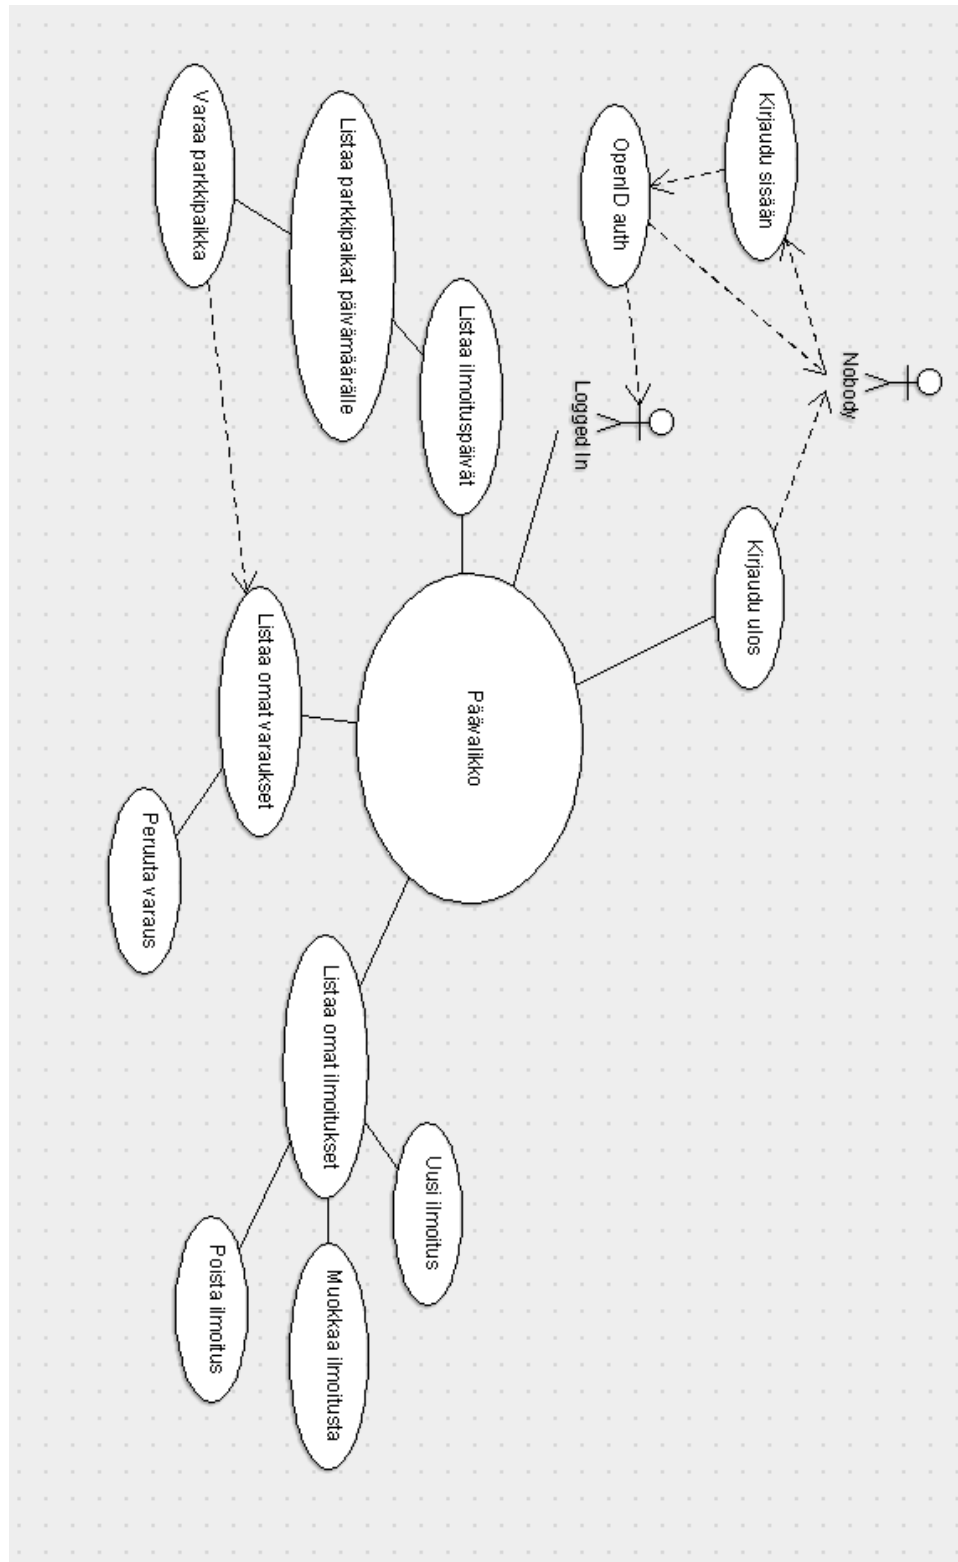 Nobody
Kirjaudu sisään
Kirjaudu ulos
OpenID auth
Logged In
Listaa ilmoituspäivät
Päävalikko
Uusi ilmoitus
Listaa parkkipaikat päivämäärälle
Listaa omat ilmoitukset
Muokkaa ilmoitusta
Listaa omat varaukset
Poista ilmoitus
Varaa parkkipaikka
Peruuta varaus